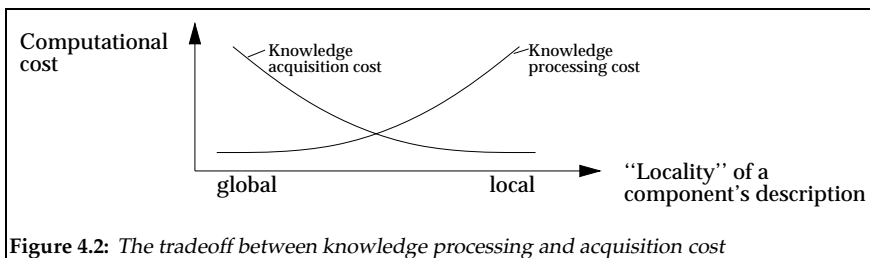 Computational
cost
Knowledge
acquisition cost
Knowledge
processing cost
global
local
‘‘Locality’’ of a
component's description
Figure 4.2: The tradeoff between knowledge processing and acquisition cost